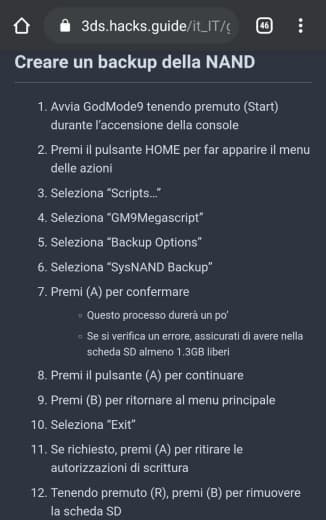 3ds.hacks.guide/it_IT/g
46
Creare un backup della NAND
1. Avvia GodMode9 tenendo premuto (Start)
durante l'accensione della console
2. Premi il pulsante HOME per far apparire il menu
delle azioni
3. Seleziona “Scripts...”
4. Seleziona “GM9Megascript”
5. Seleziona “Backup Options”
6. Seleziona “SysNAND Backup”
7. Premi (A) per confermare
◦ Questo processo durerà un po'
◦ Se si verifica un errore, assicurati di avere nella
scheda SD almeno 1.3GB liberi
8. Premi il pulsante (A) per continuare
9. Premi (B) per ritornare al menu principale
10. Seleziona “Exit”
11. Se richiesto, premi (A) per ritirare le
autorizzazioni di scrittura
12. Tenendo premuto (R), premi (B) per rimuovere
la scheda SD